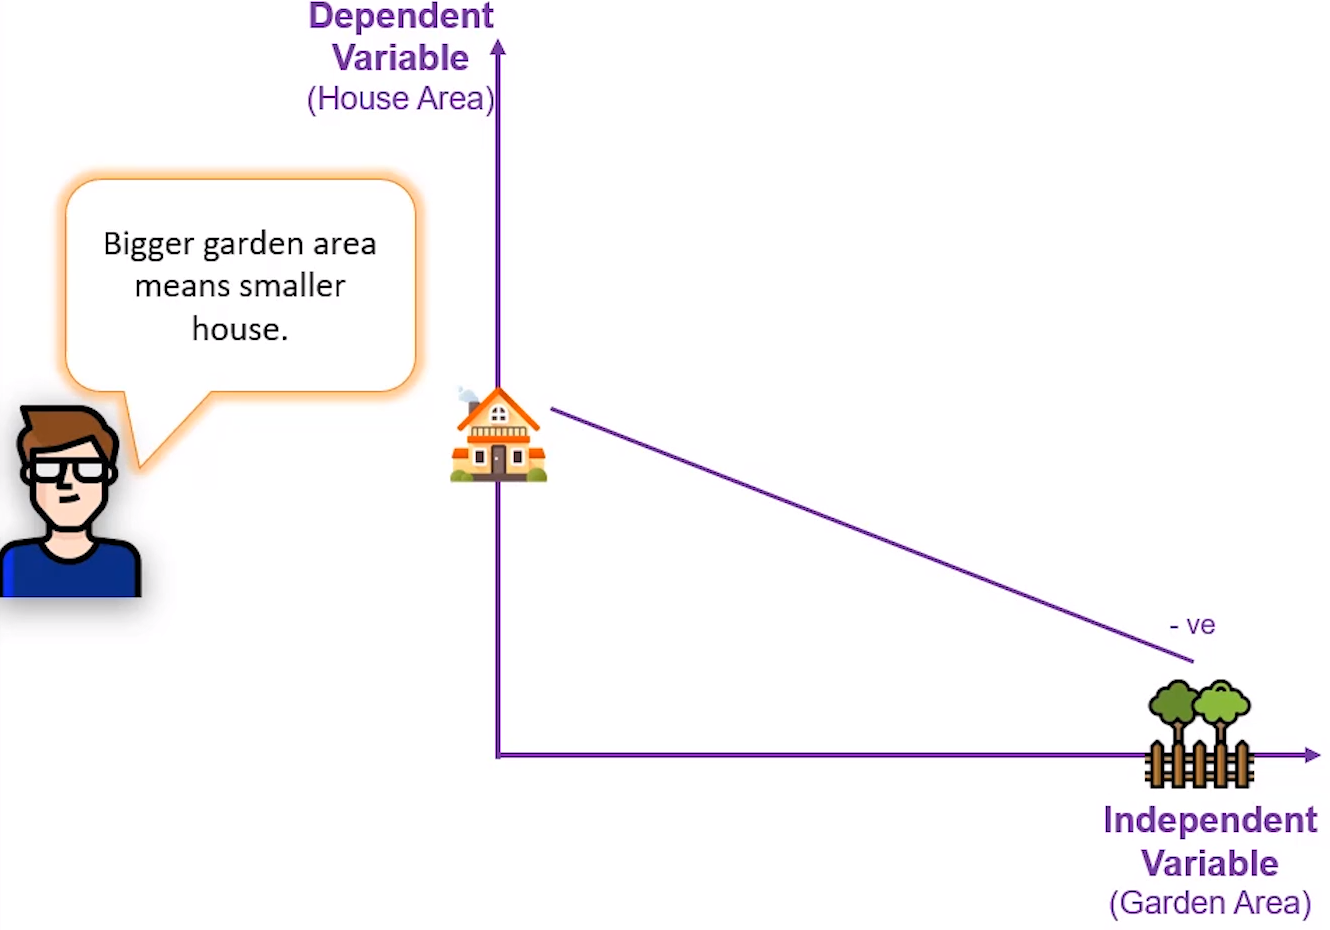 Dependent
Variable
(House Area)
Bigger garden area
means smaller
house.
- ve
Independent
Variable
(Garden Area)